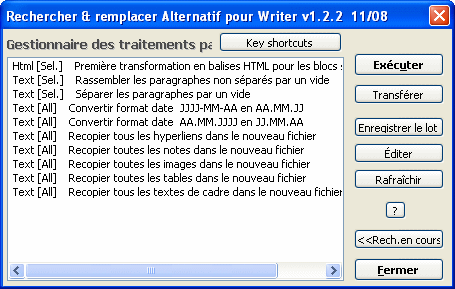 Rechercher & remplacer Alternatif pour Writer v1.2.2 11/08
Gestionnaire des traitements pa
Key shortcuts
Html [Sel.] Première transformation en balises HTML pour les blocs s
Text [Sel.] Rassembler les paragraphes non séparés par un vide
Text [Sel.] Séparer les paragraphes par un vide
Text [All] Convertir format date JJJJ-MM-AA en AA.MM.JJ
Text [All] Convertir format date AA.MM.JJJJ en JJ.MM.AA
Text [All] Recopier toutes les hyperliens dans le nouveau fichier
Text [All] Recopier toutes les notes dans le nouveau fichier
Text [All] Recopier toutes les images dans le nouveau fichier
Text [All] Recopier toutes les tables dans le nouveau fichier
Text [All] Recopier tous les textes de cadre dans le nouveau fichier
Exécuter
Transférer
Enregistrer le lot
Éditer
Rafraîchir
?
<<Rech.en cours
Fermer